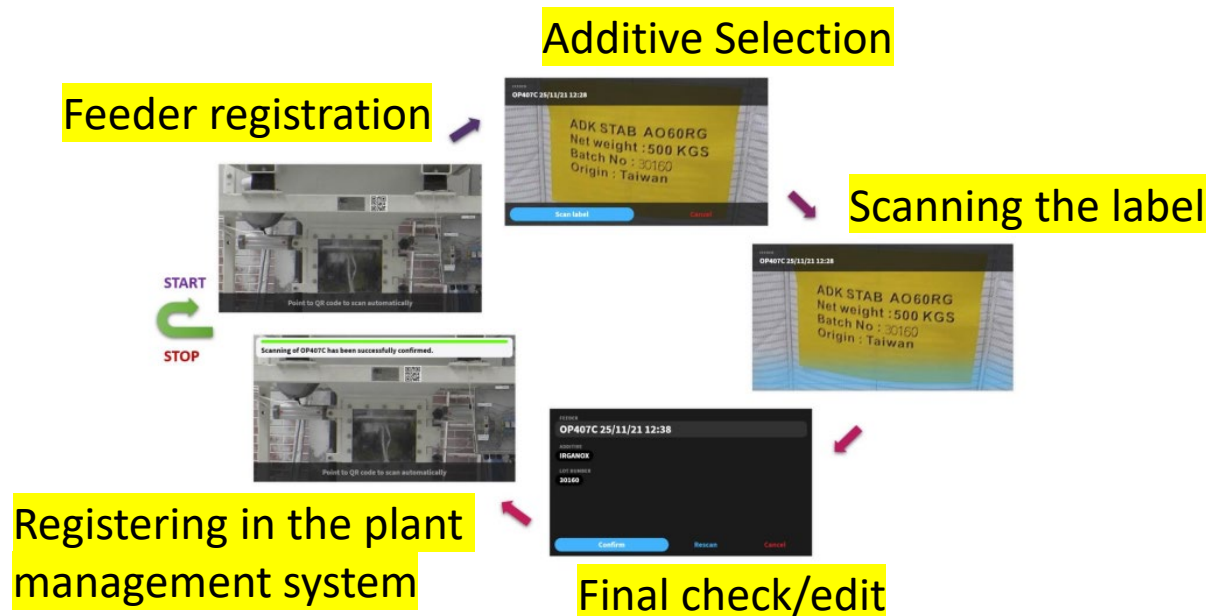 Additive Selection
Feeder registration
FEEDER
OP407C 25/11/21 12:28
ADK STAB AO60RG
Net weight :500 KGS
Batch No : 30160
Origin : Taiwan
Scan label
Cancel
Scanning the label
OP407C 25/11/21 12:28
ADK STAB AO60RG
Net weight :500 KGS
Batch No : 30160
Origin : Taiwan
START
Point to QR code to scan automatically
STOP
Scanning of OP407C has been successfully confirmed.
Point to QR code to scan automatically
FEEDER
OP407C 25/11/21 12:38
ADDITIVE
IRGANOX
LOT NUMBER
30160
Confirm
Rescan
Cancel
Registering in the plant
management system
Final check/edit